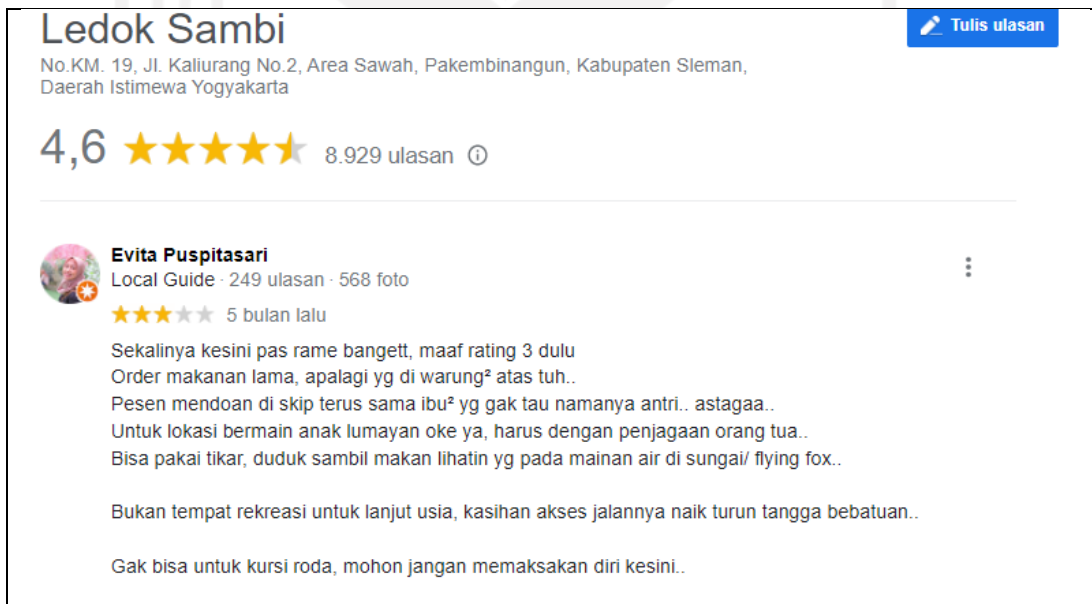 Ledok Sambi
Tulis ulasan
No.KM. 19, Jl. Kaliurang No.2, Area Sawah, Pakembinangun, Kabupaten Sleman,
Daerah Istimewa Yogyakarta
4,6
8.929 ulasan
Evita Puspitasari
Local Guide · 249 ulasan · 568 foto
5 bulan lalu
Sekalinya kesini pas rame bangett, maaf rating 3 dulu
Order makanan lama, apalagi yg di warung² atas tuh..
Pesen mendoan di skip terus sama ibu² yg gak tau namanya antri.. astagaa..
Untuk lokasi bermain anak lumayan oke ya, harus dengan penjagaan orang tua..
Bisa pakai tikar, duduk sambil makan lihatin yg pada mainan air di sungai/ flying fox..
Bukan tempat rekreasi untuk lanjut usia, kasihan akses jalannya naik turun tangga bebatuan..
Gak bisa untuk kursi roda, mohon jangan memaksakan diri kesini..